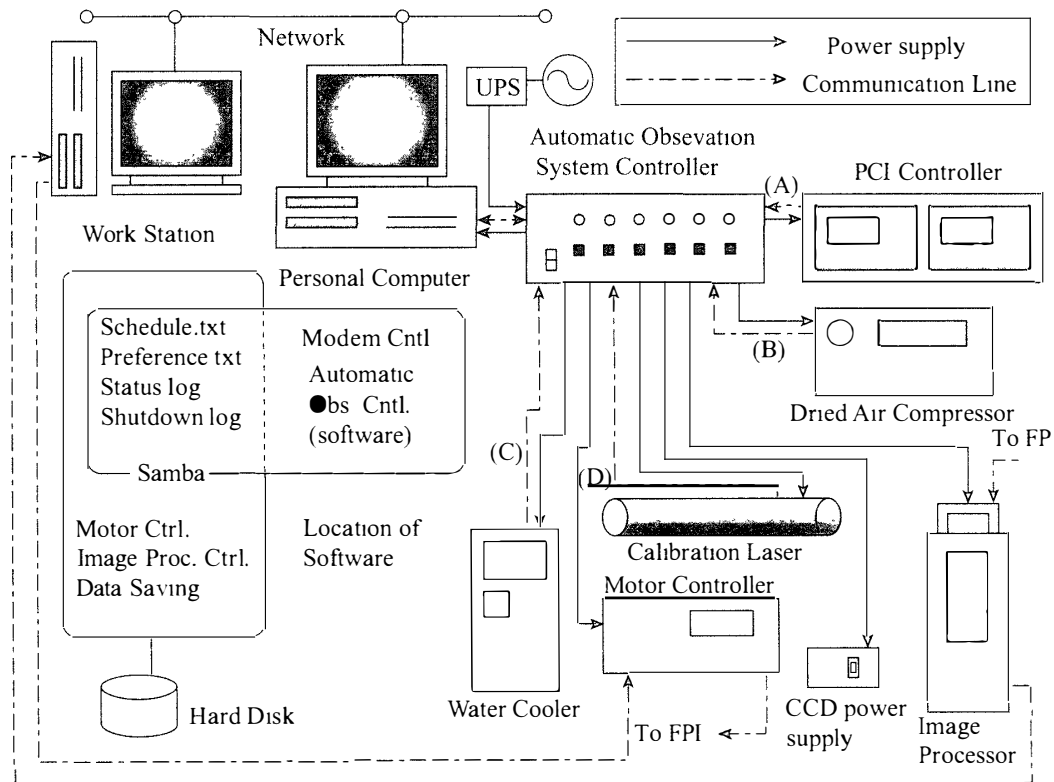 Network
Power supply
Communication Line
UPS
Automatic Obsevation
System Controller
(A)
PCI Controller
Work Station
Personal Computer
Schedule.txt
Preference txt
Status log
Shutdown log
Modem Cntl
Automatic
●bs Cntl.
(software)
Samba
(B)
Dried Air Compressor
To FP
(C)
(D)
Motor Ctrl.
Image Proc. Ctrl.
Data Saving
Location of
Software
Calibration Laser
Motor Controller
Hard Disk
Water Cooler
To FPI
CCD power
supply
Image
Processor